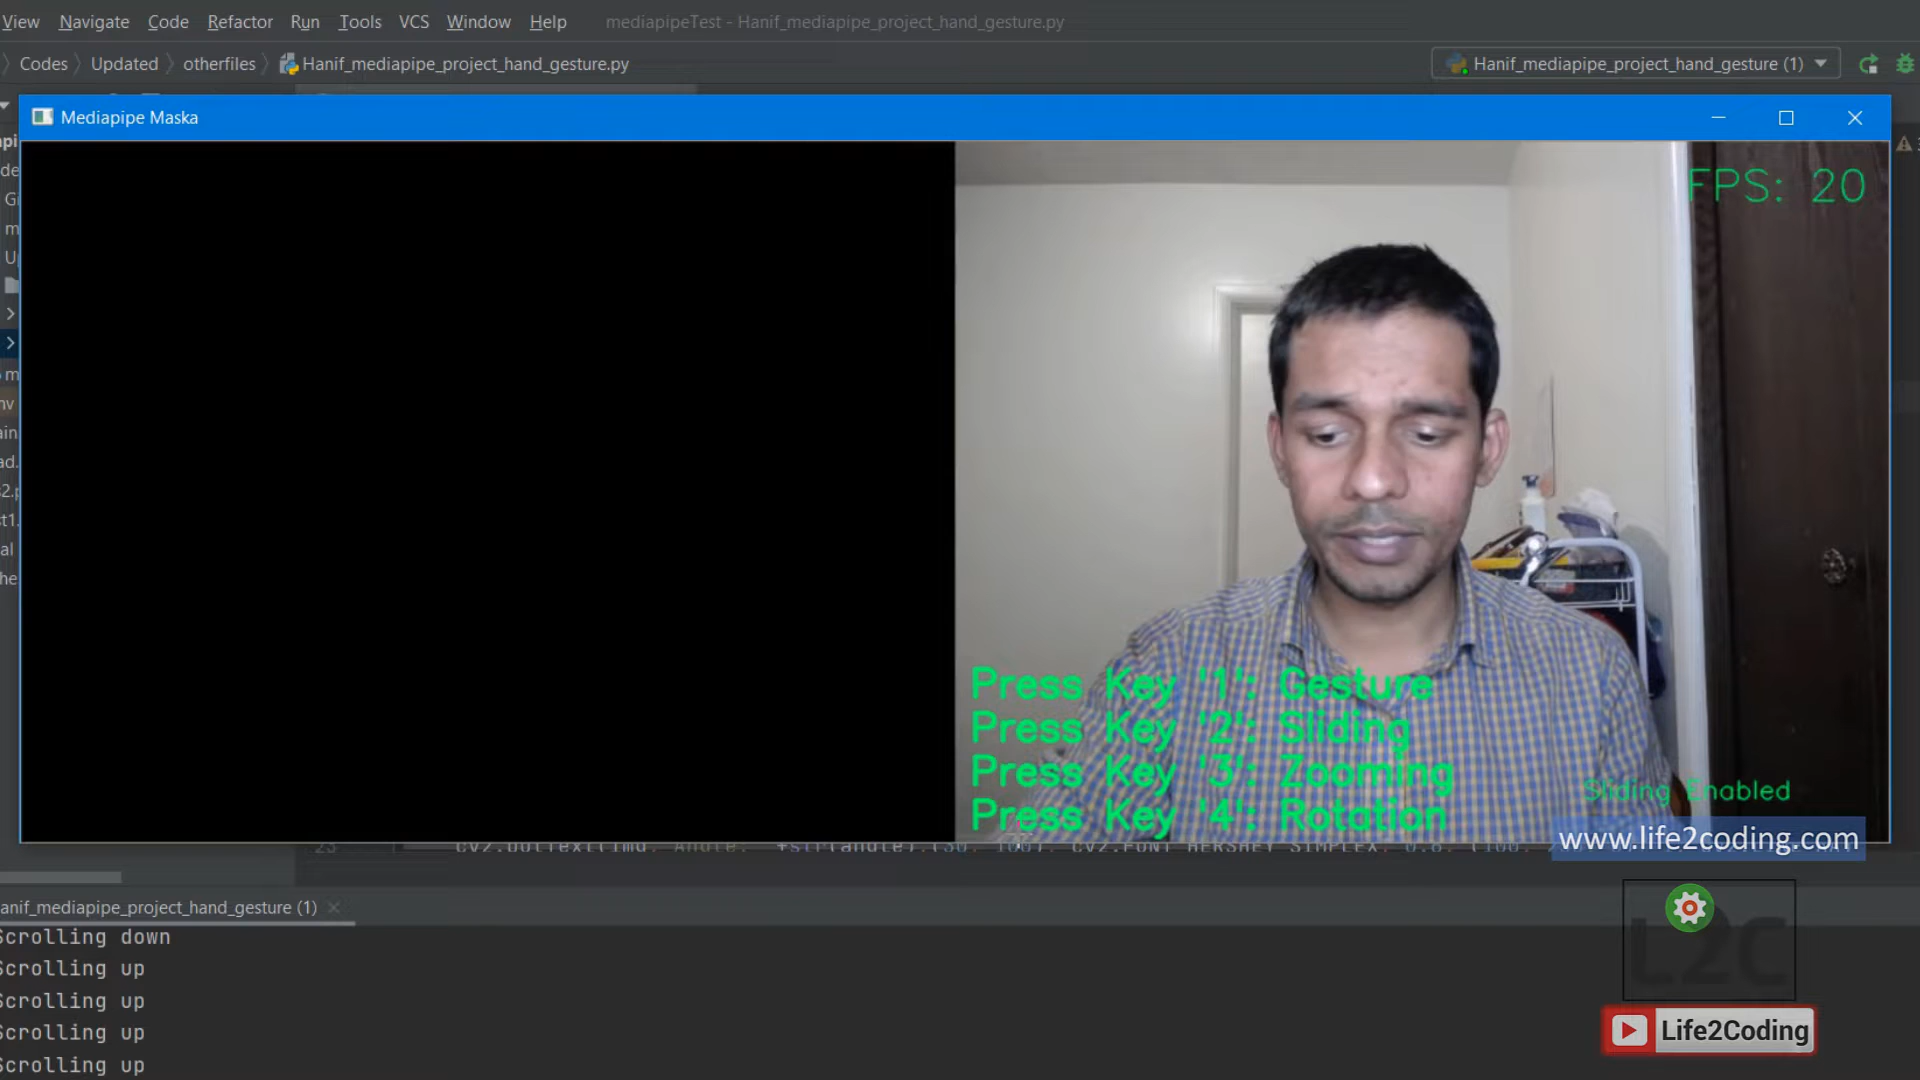 View Navigate Code Refactor Run Tools VCS Window Help mediapipeTest - Hanif_mediapipe_project_hand_gesture.py
Codes Updated otherfiles Hanif_mediapipe_project_hand_gesture.py Hanif_mediapipe_project_hand_gesture (1)
Mediapipe Maska
FPS: 20
Press Key '1': Gesture
Press Key '2': Sliding
Press Key '3': Zooming
Press Key '4': Rotation
Sliding Enabled
www.life2coding.com
anif_mediapipe_project_hand_gesture (1)
Scrolling down
Scrolling up
Scrolling up
Scrolling up
Scrolling up
L2C
Life2Coding